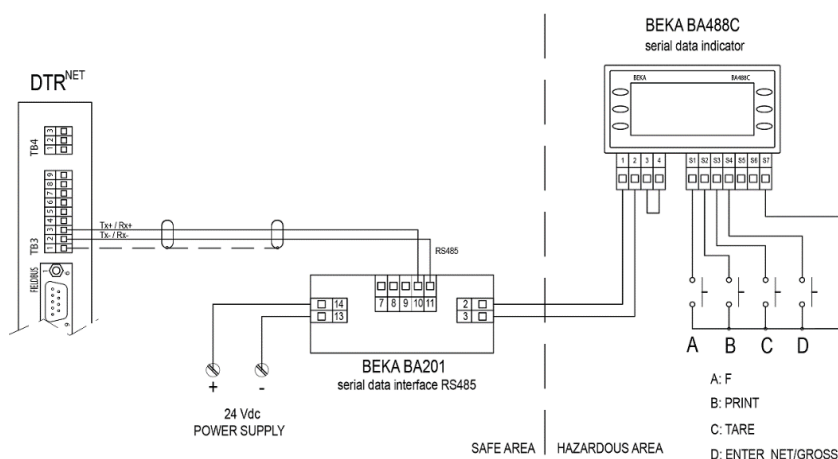 BEKA BA488C
serial data indicator
BEKA
BA488C
DTR NET
TB4
3
2
1
TB3
9
8
7
6
5
4
3
2
1
Tx+ / Rx+
Tx- / Rx-
RS485
FIELDBUS
1
6
9
1 2 3 4
S1 S2 S3 S4 S5 S6 S7
7 8 9 10 11
14
13
2
3
BEKA BA201
serial data interface RS485
+ -
24 Vdc
POWER SUPPLY
A B C D
A: F
B: PRINT
C: TARE
D: ENTER NET/GROSS
SAFE AREA
HAZARDOUS AREA